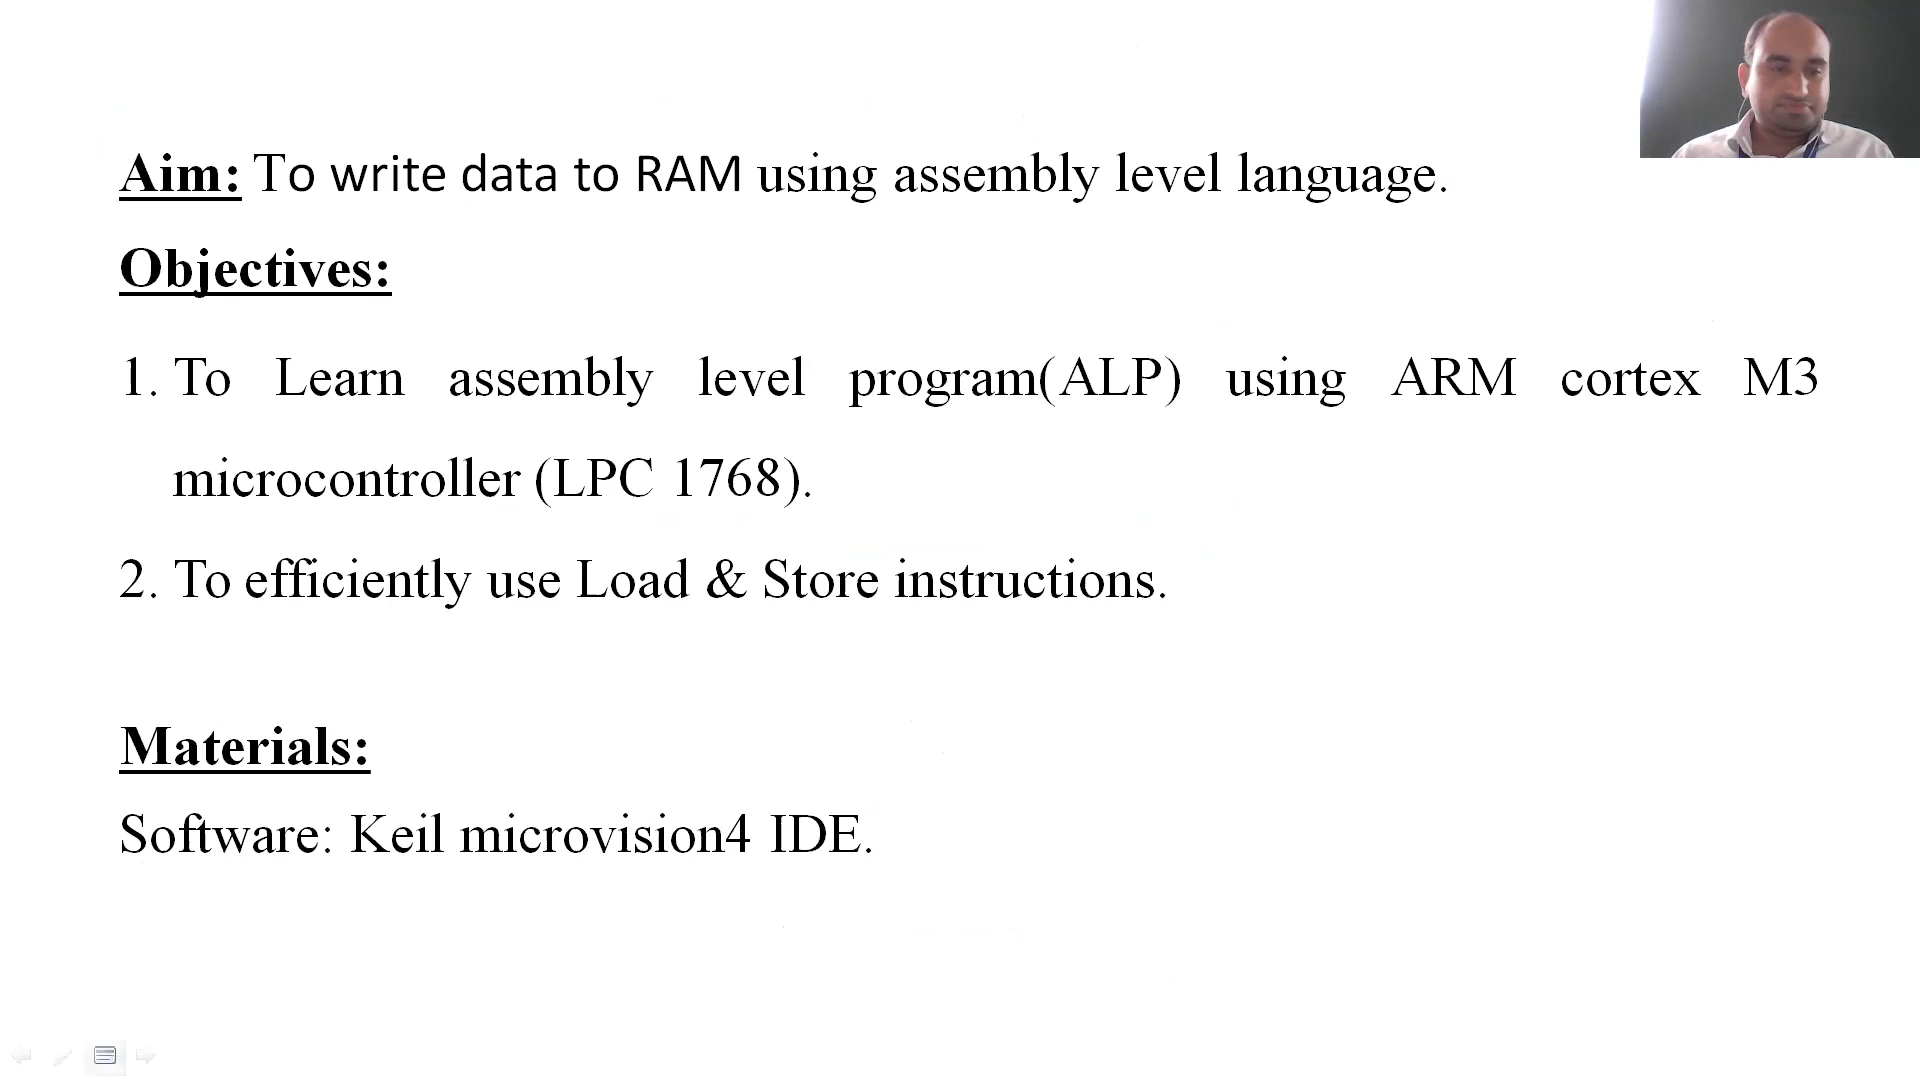 Aim: To write data to RAM using assembly level language.
Objectives:
1. To Learn assembly level program(ALP) using ARM cortex M3
microcontroller (LPC 1768).
2. To efficiently use Load & Store instructions.
Materials:
Software: Keil microvision4 IDE.